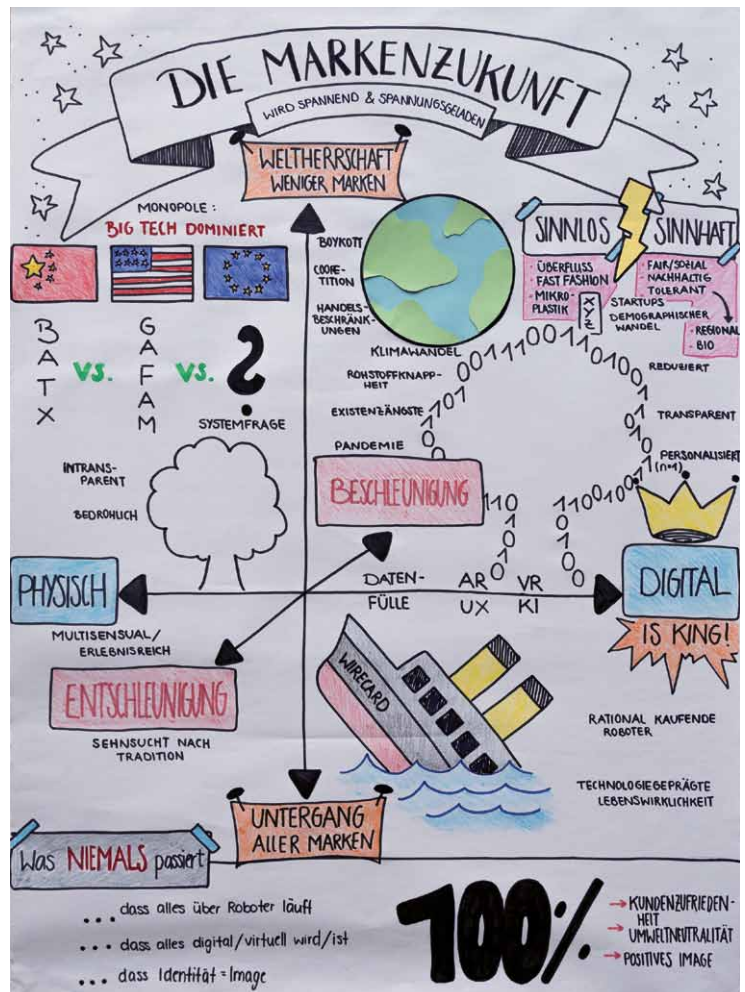 DIE MARKENZUKUNFT
WIRD SPANNEND & SPANNUNGSGELADEN
WELTHERRSCHAFT
WENIGER MARKEN
MONOPOLE:
BIG TECH DOMINIERT
BATX
VS.
GAFAM
VS.
?
SYSTEMFRAGE
BOYKOTT
COOPE-
TITION
HANDELS-
BESCHRÄNK-
UNGEN
KLIMAWANDEL
ROHSTOFFKNAPP-
HEIT
EXISTENZÄNGSTE
PANDEMIE
SINNLOS
• ÜBERFLUSS
• FAST FASHION
• MIKRO-
PLASTIK
XYZ
SINNHAFT
• FAIR/SOZIAL
• NACHHALTIG
TOLERANT
STARTUPS
DEMOGRAPHISCHER
WANDEL
• REGIONAL
• BIO
REDUZIERT
TRANSPARENT
PERSONALISIERT
(n=1)
INTRANS-
PARENT
BEDROHLICH
BESCHLEUNIGUNG
PHYSISCH
DATEN-
FÜLLE
AR VR
UX KI
DIGITAL
IS KING!
MULTISENSUAL/
ERLEBNISREICH
ENTSCHLEUNIGUNG
SEHNSUCHT NACH
TRADITION
WIRECARD
RATIONAL KAUFENDE
ROBOTER
TECHNOLOGIEGEPRÄGTE
LEBENSWIRKLICHKEIT
UNTERGANG
ALLER MARKEN
Was NIEMALS passiert
... dass alles über Roboter läuft
... dass alles digital/virtuell wird/ist
... dass Identität = Image
100%
→ KUNDENZUFRIEDEN-
HEIT
→ UMWELTNEUTRALITÄT
→ POSITIVES IMAGE